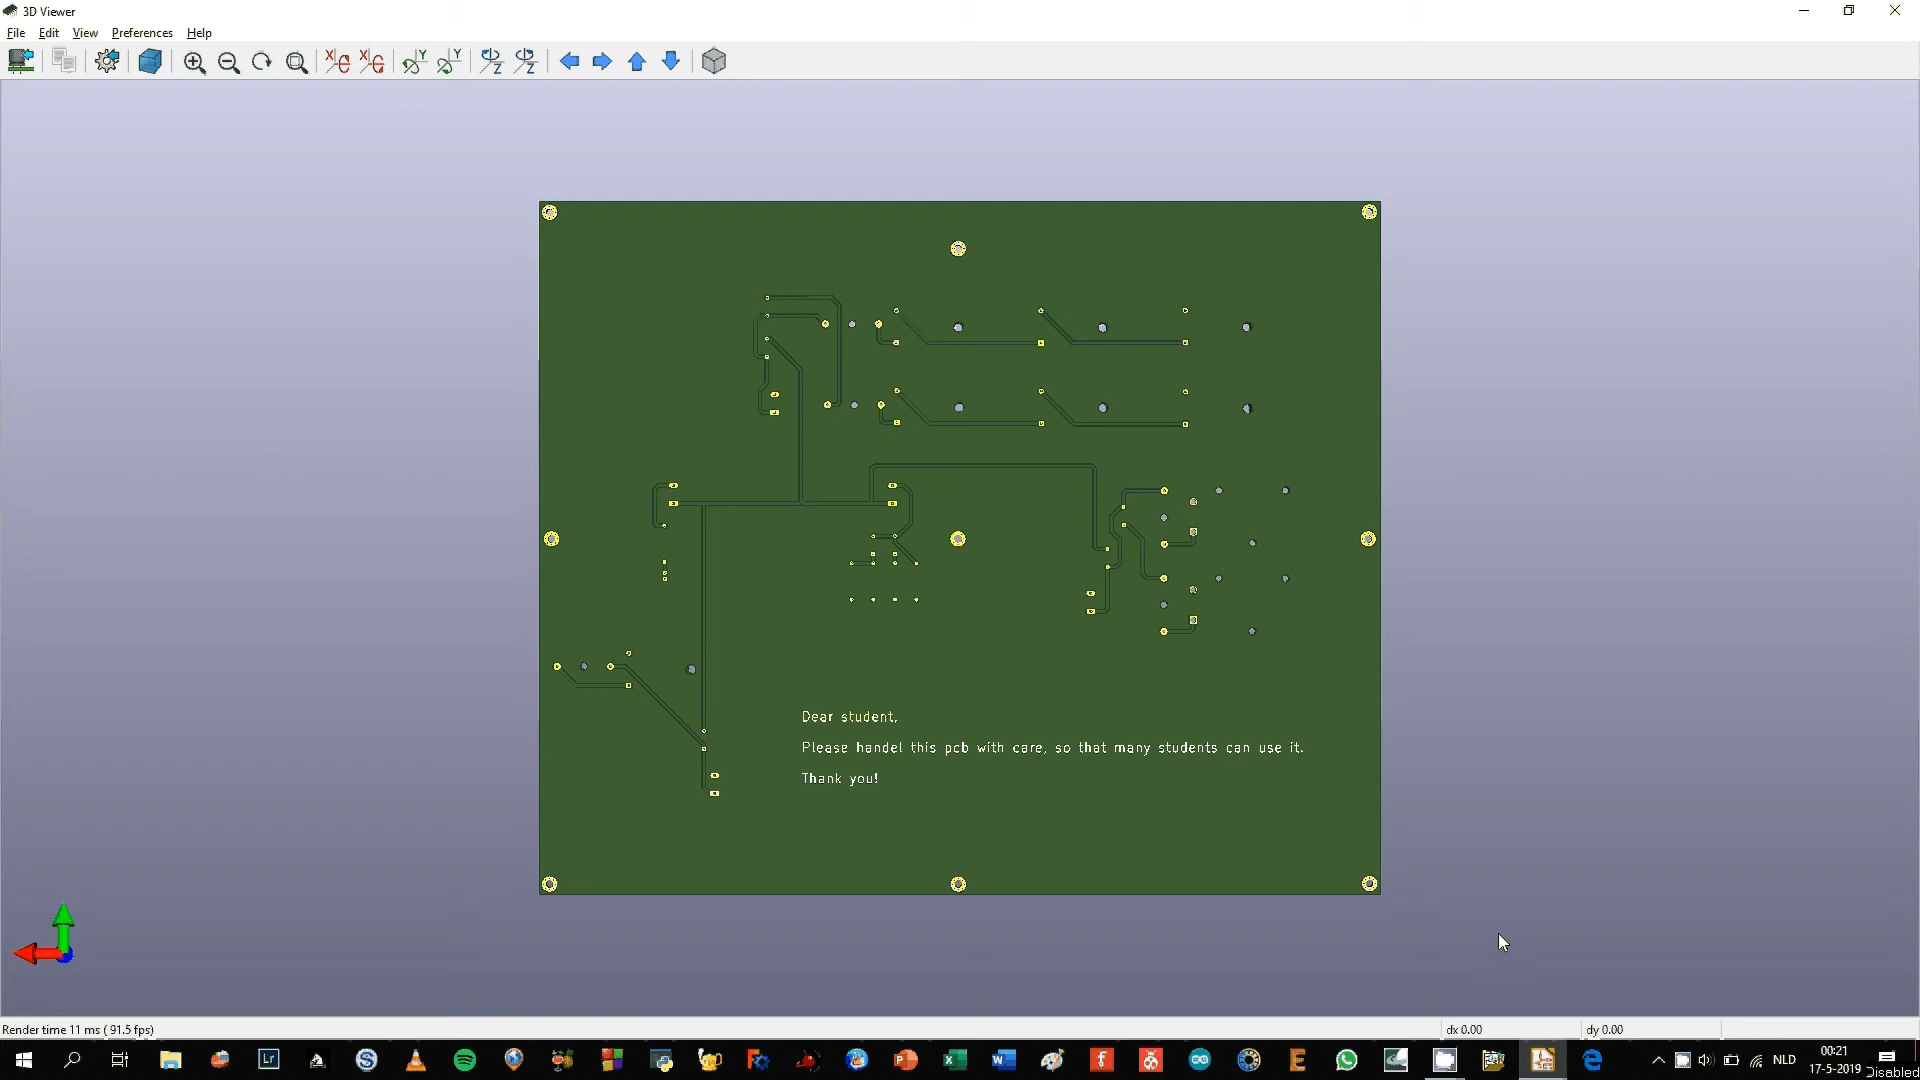 3D Viewer
File Edit View Preferences Help
Dear student,
Please handel this pcb with care, so that many students can use it.
Thank you!
Render time 11 ms ( 91.5 fps)
dx 0.00
dy 0.00
NLD
00:21
17-5-2019
Disabled